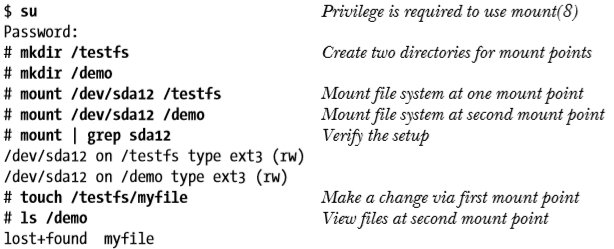 $ su Privilege is required to use mount(8)
Password:
# mkdir /testfs Create two directories for mount points
# mkdir /demo
# mount /dev/sda12 /testfs Mount file system at one mount point
# mount /dev/sda12 /demo Mount file system at second mount point
# mount | grep sda12 Verify the setup
/dev/sda12 on /testfs type ext3 (rw)
/dev/sda12 on /demo type ext3 (rw)
# touch /testfs/myfile Make a change via first mount point
# ls /demo View files at second mount point
lost+found myfile